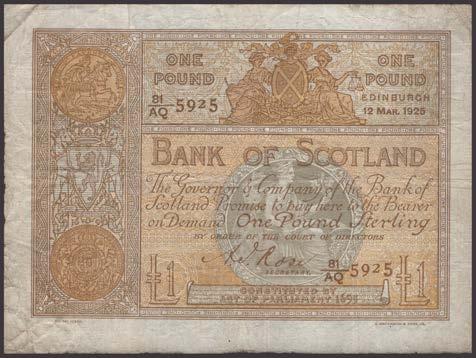 ONE POUND
ONE POUND
81/AQ 5925
EDINBURGH
12 MAR. 1925
BANK OF SCOTLAND
The Governor & Company of the Bank of
Scotland Promise to pay here to the Bearer
on Demand One Pound Sterling
BY ORDER OF THE COURT OF DIRECTORS
SECRETARY.
81/AQ 5925
£1
£1
CONSTITUTED BY
ACT OF PARLIAMENT 1695